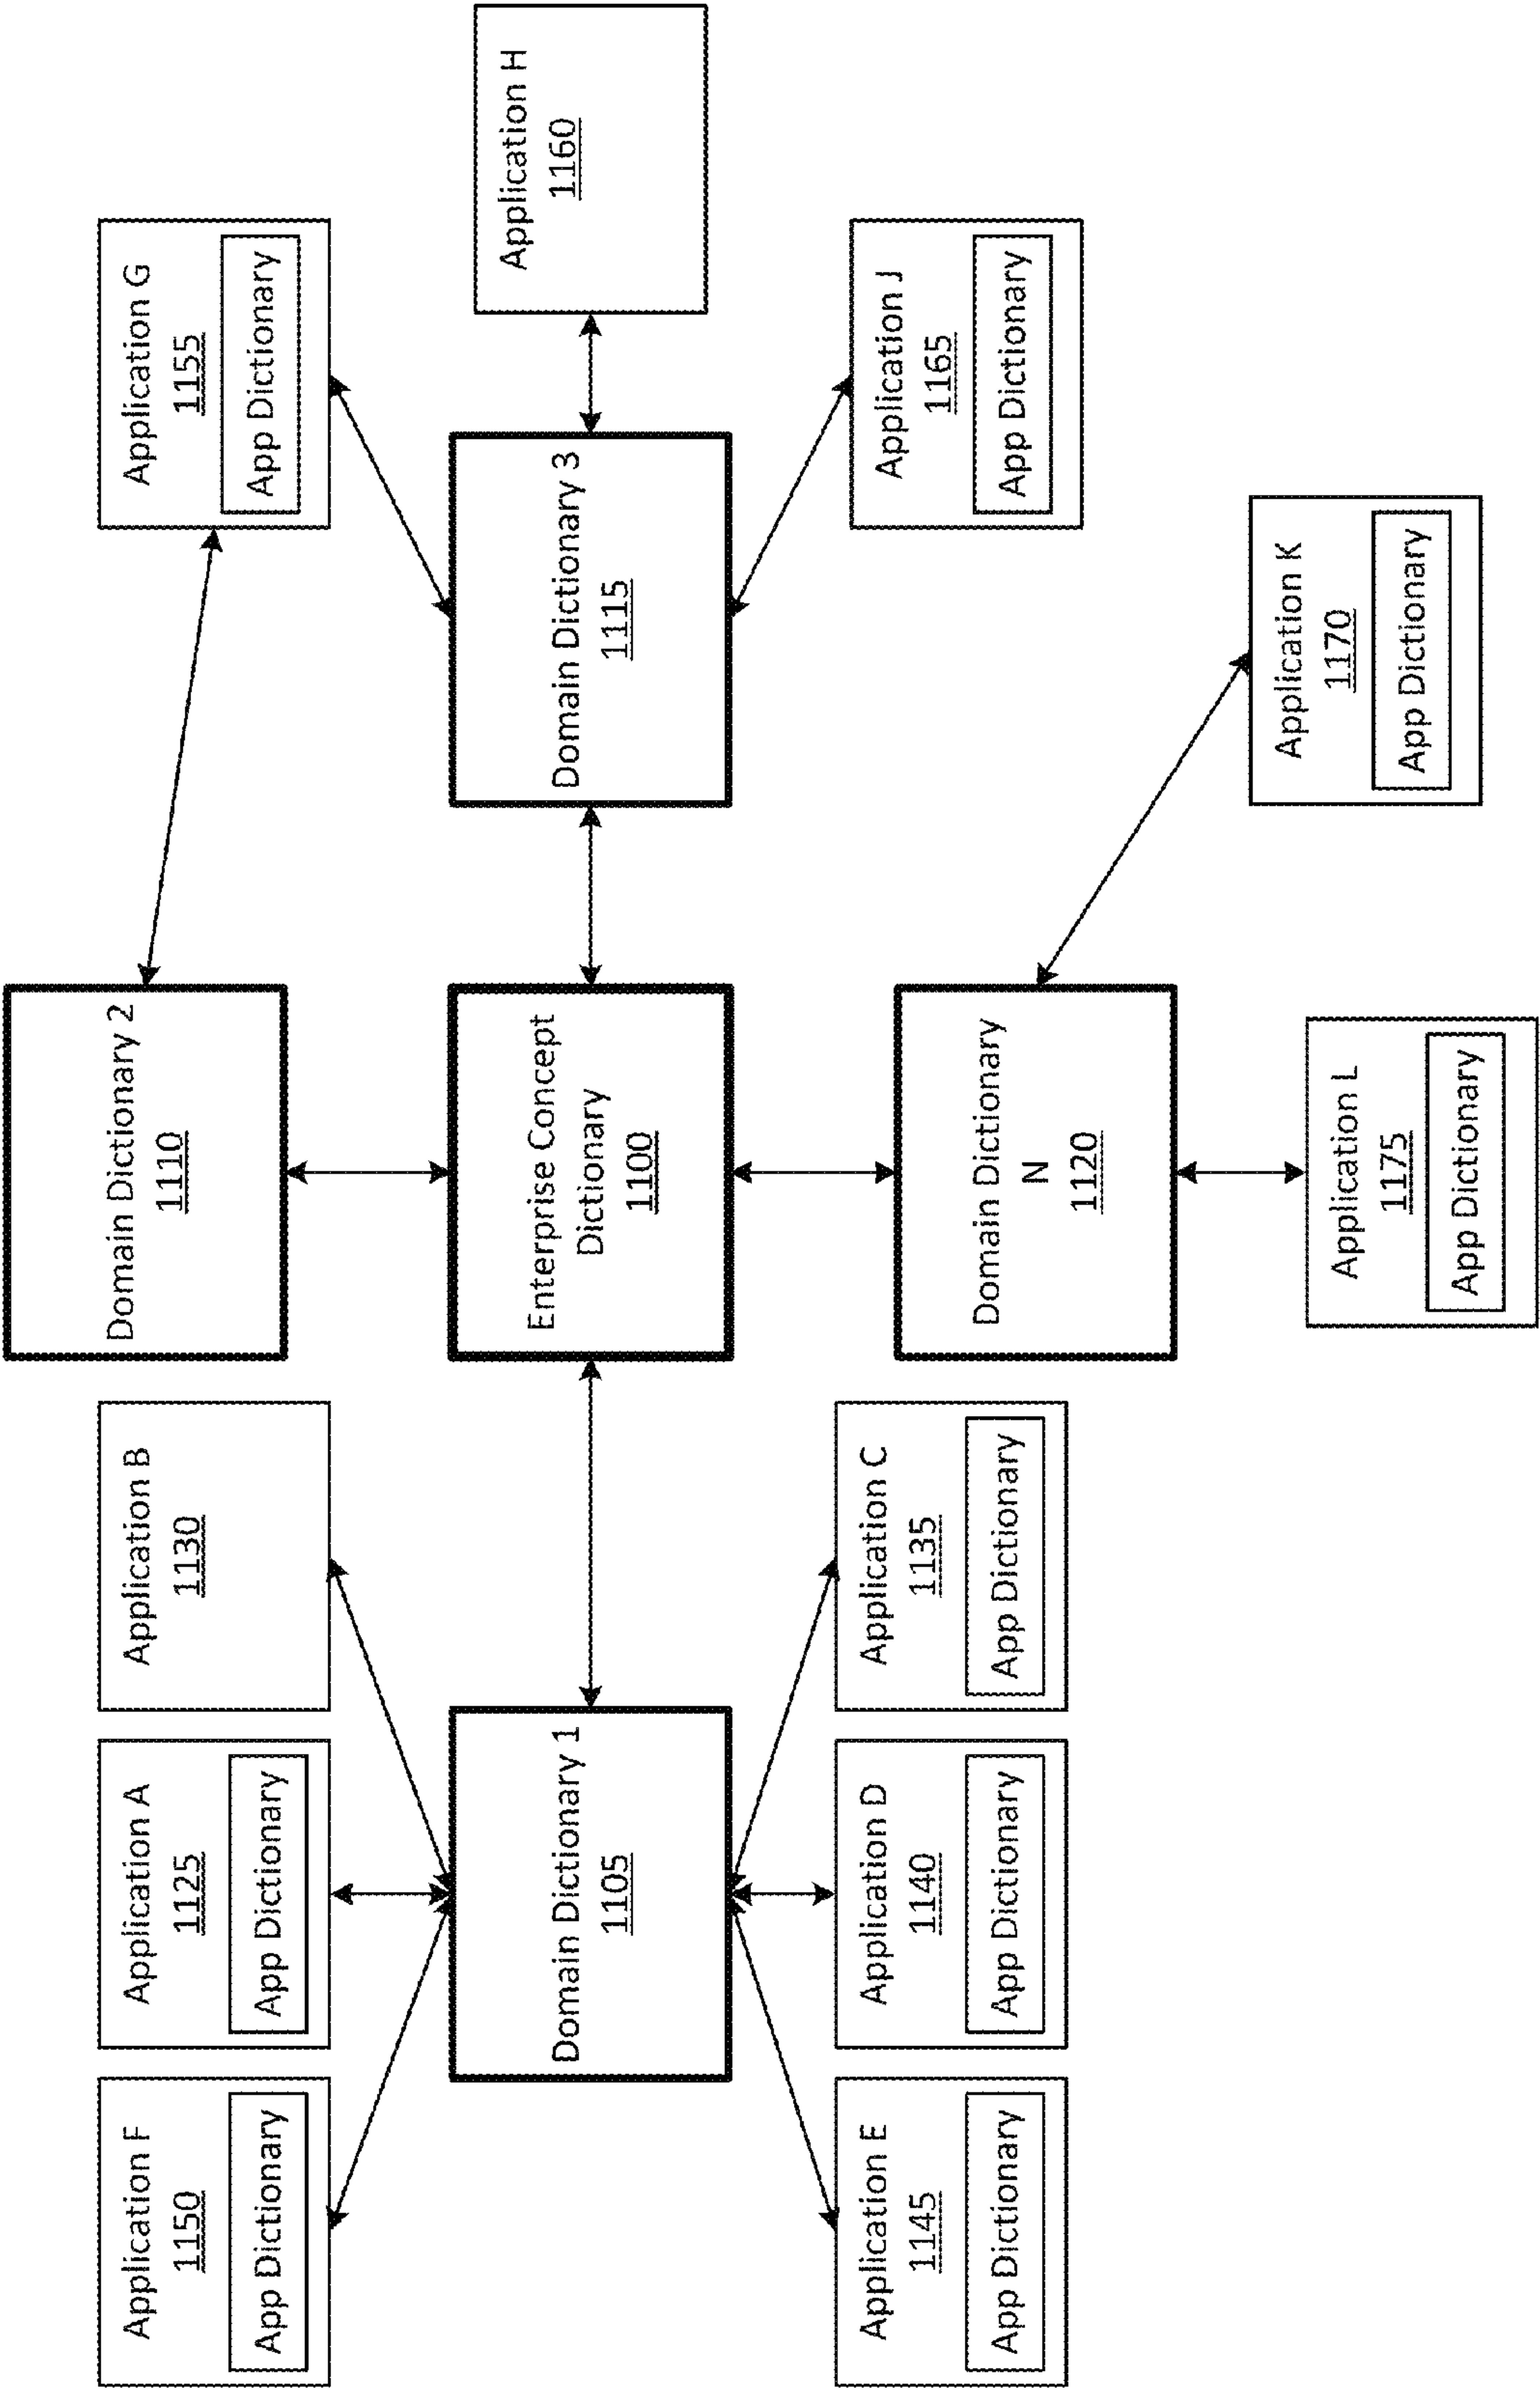 Domain Dictionary 2
1110
Application F
1150
App Dictionary
Application A
1125
App Dictionary
Application B
1130
Application G
1155
App Dictionary
Domain Dictionary 1
1105
Enterprise Concept
Dictionary
1100
Domain Dictionary 3
1115
Application H
1160
Application E
1145
App Dictionary
Application D
1140
App Dictionary
Application C
1135
App Dictionary
Domain Dictionary
N
1120
Application J
1165
App Dictionary
Application L
1175
App Dictionary
Application K
1170
App Dictionary